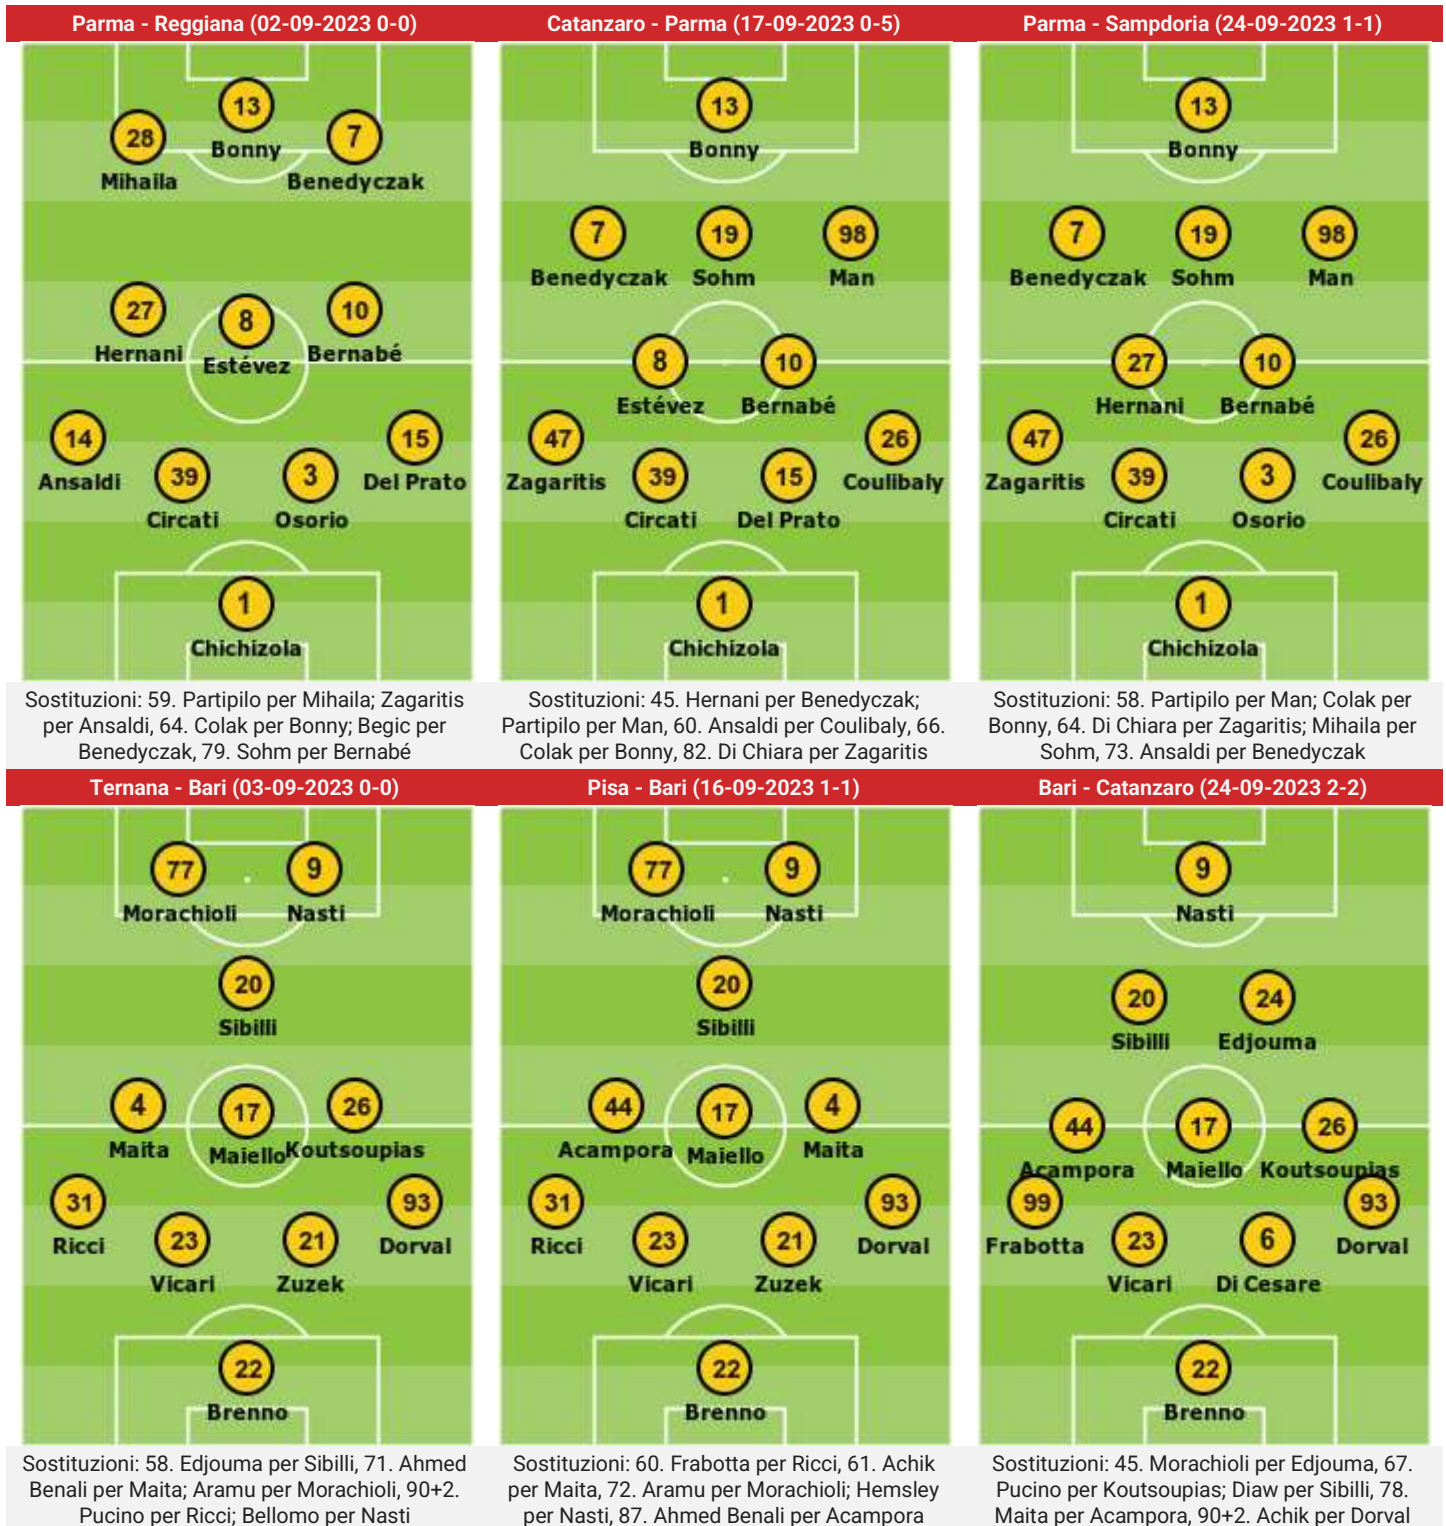 Parma - Reggiana (02-09-2023 0-0)
13
28
7
Bonny
Mihaila
Benedyczak
27
8
10
Hernani
Estévez
Bernabé
14
15
39
3
Ansaldi
Del Prato
Circati
Osorio
1
Chichizola
Sostituzioni: 59. Partipilo per Mihaila; Zagaritis
per Ansaldi, 64. Colak per Bonny; Begic per
Benedyczak, 79. Sohm per Bernabé
Catanzaro - Parma (17-09-2023 0-5)
13
Bonny
7
19
98
Benedyczak
Sohm
Man
8
10
Estévez
Bernabé
47
26
39
15
Zagaritis
Coulibaly
Circati
Del Prato
1
Chichizola
Sostituzioni: 45. Hernani per Benedyczak;
Partipilo per Man, 60. Ansaldi per Coulibaly, 66.
Colak per Bonny, 82. Di Chiara per Zagaritis
Parma - Sampdoria (24-09-2023 1-1)
13
Bonny
7
19
98
Benedyczak
Sohm
Man
27
10
Hernani
Bernabé
47
26
39
3
Zagaritis
Coulibaly
Circati
Osorio
1
Chichizola
Sostituzioni: 58. Partipilo per Man; Colak per
Bonny, 64. Di Chiara per Zagaritis; Mihaila per
Sohm, 73. Ansaldi per Benedyczak
Ternana - Bari (03-09-2023 0-0)
77
9
Morachioli
Nasti
20
Sibilli
4
17
26
Maita
Maiello
Koutsoupias
31
93
23
21
Ricci
Dorval
Vicari
Zuzek
22
Brenno
Sostituzioni: 58. Edjouma per Sibilli, 71. Ahmed
Benali per Maita; Aramu per Morachioli, 90+2.
Pucino per Ricci; Bellomo per Nasti
Pisa - Bari (16-09-2023 1-1)
77
9
Morachioli
Nasti
20
Sibilli
44
17
4
Acampora
Maiello
Maita
31
93
23
21
Ricci
Dorval
Vicari
Zuzek
22
Brenno
Sostituzioni: 60. Frabotta per Ricci, 61. Achik
per Maita, 72. Aramu per Morachioli; Hemsley
per Nasti, 87. Ahmed Benali per Acampora
Bari - Catanzaro (24-09-2023 2-2)
9
Nasti
20
24
Sibilli
Edjouma
44
17
26
Acampora
Maiello
Koutsoupias
99
93
23
6
Frabotta
Dorval
Vicari
Di Cesare
22
Brenno
Sostituzioni: 45. Morachioli per Edjouma, 67.
Pucino per Koutsoupias; Diaw per Sibilli, 78.
Maita per Acampora, 90+2. Achik per Dorval